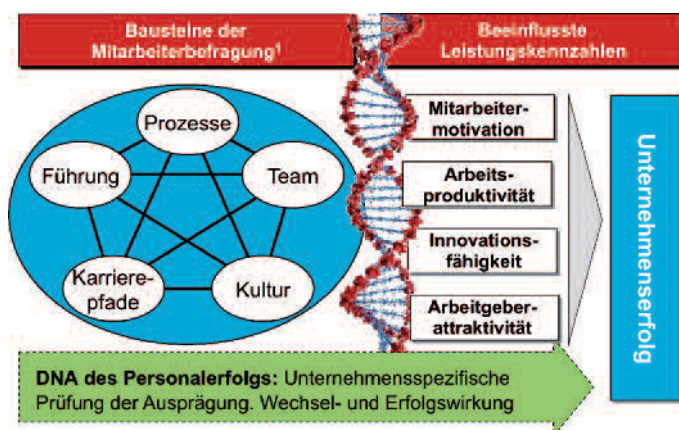 Bausteine der
Mitarbeiterbefragung¹
Beeinflusste
Leistungskennzahlen
Prozesse
Führung
Team
Karriere-
pfade
Kultur
Mitarbeiter-
motivation
Arbeits-
produktivität
Innovations-
fähigkeit
Arbeitgeber-
attraktivität
Unternehmenserfolg
DNA des Personalerfolgs: Unternehmensspezifische
Prüfung der Ausprägung. Wechsel- und Erfolgswirkung